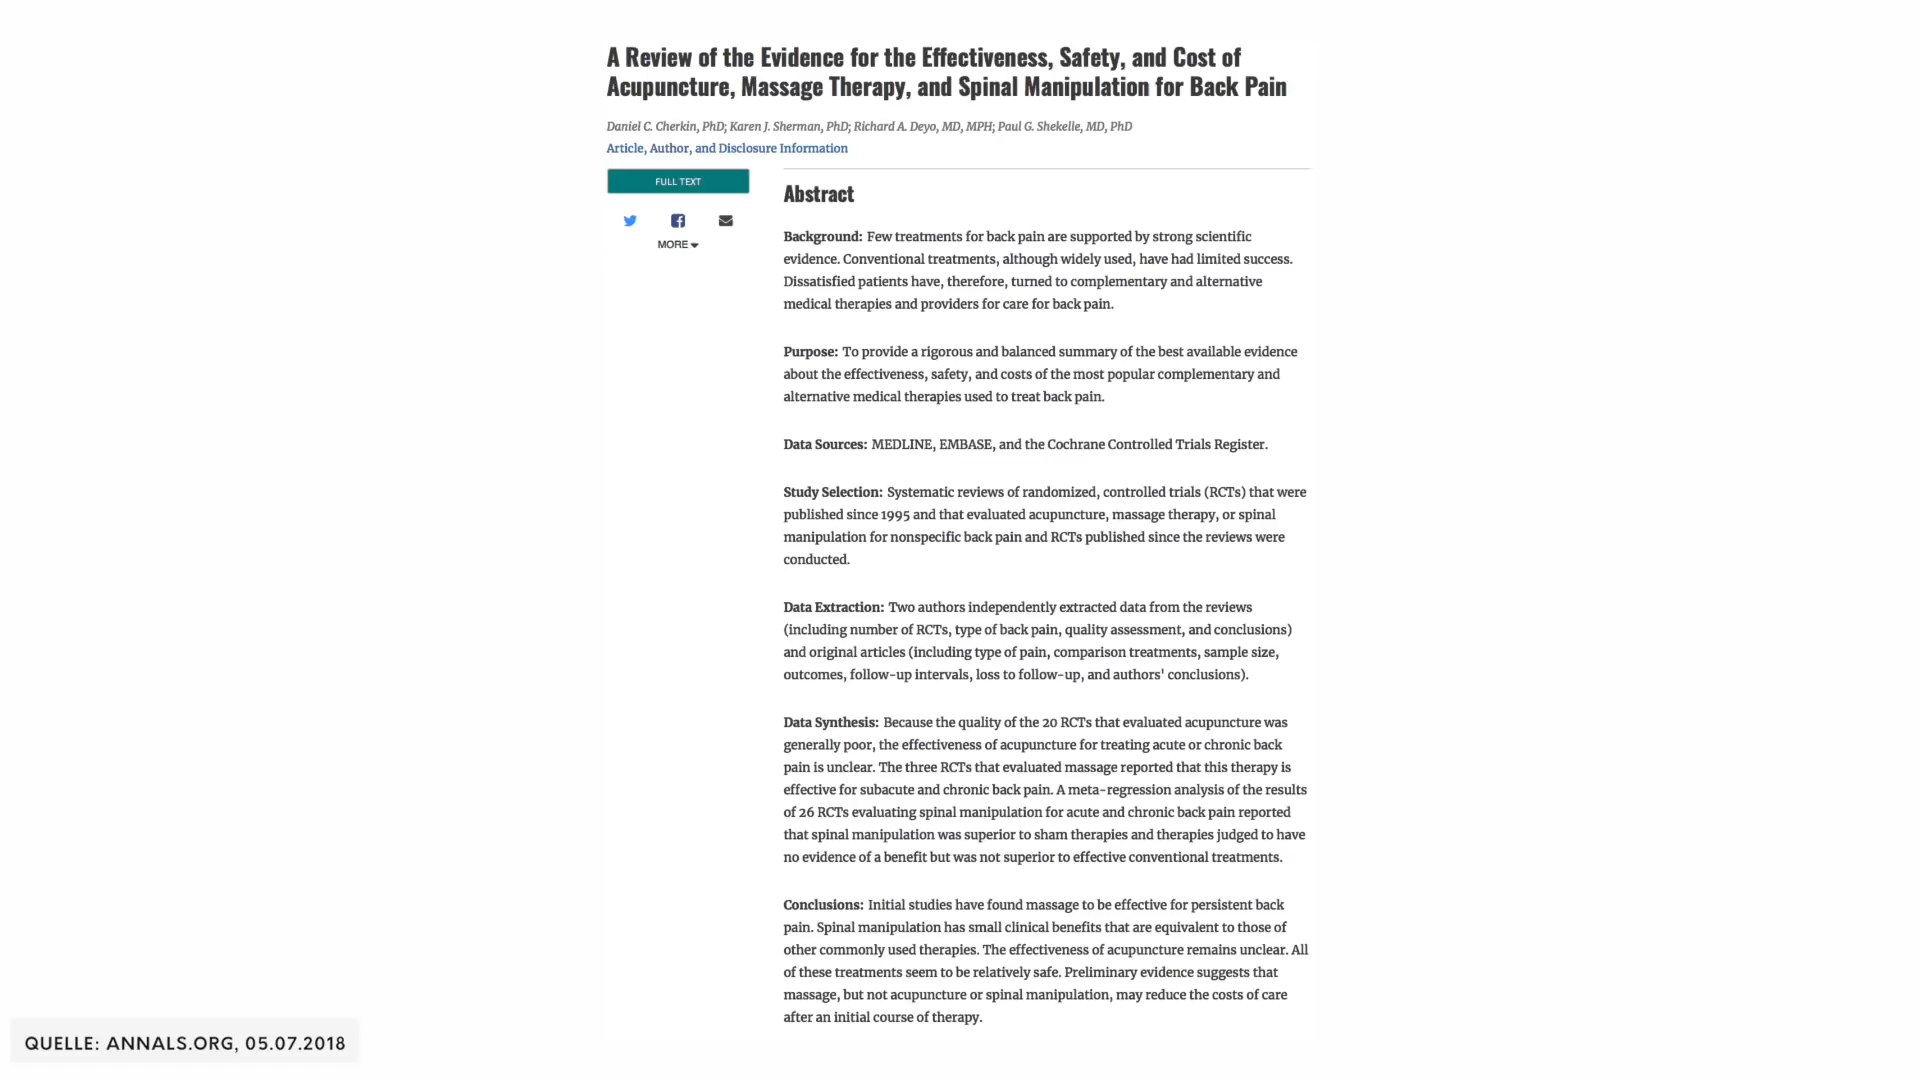 A Review of the Evidence for the Effectiveness, Safety, and Cost of
Acupuncture, Massage Therapy, and Spinal Manipulation for Back Pain
Daniel C. Cherkin, PhD; Karen J. Sherman, PhD; Richard A. Deyo, MD, MPH; Paul G. Shekelle, MD, PhD
Article, Author, and Disclosure Information
FULL TEXT
MORE
Abstract
Background: Few treatments for back pain are supported by strong scientific
evidence. Conventional treatments, although widely used, have had limited success.
Dissatisfied patients have, therefore, turned to complementary and alternative
medical therapies and providers for care for back pain.
Purpose: To provide a rigorous and balanced summary of the best available evidence
about the effectiveness, safety, and costs of the most popular complementary and
alternative medical therapies used to treat back pain.
Data Sources: MEDLINE, EMBASE, and the Cochrane Controlled Trials Register.
Study Selection: Systematic reviews of randomized, controlled trials (RCTs) that were
published since 1995 and that evaluated acupuncture, massage therapy, or spinal
manipulation for nonspecific back pain and RCTs published since the reviews were
conducted.
Data Extraction: Two authors independently extracted data from the reviews
(including number of RCTs, type of back pain, quality assessment, and conclusions)
and original articles (including type of pain, comparison treatments, sample size,
outcomes, follow-up intervals, loss to follow-up, and authors' conclusions).
Data Synthesis: Because the quality of the 20 RCTs that evaluated acupuncture was
generally poor, the effectiveness of acupuncture for treating acute or chronic back
pain is unclear. The three RCTs that evaluated massage reported that this therapy is
effective for subacute and chronic back pain. A meta-regression analysis of the results
of 26 RCTs evaluating spinal manipulation for acute and chronic back pain reported
that spinal manipulation was superior to sham therapies and therapies judged to have
no evidence of a benefit but was not superior to effective conventional treatments.
Conclusions: Initial studies have found massage to be effective for persistent back
pain. Spinal manipulation has small clinical benefits that are equivalent to those of
other commonly used therapies. The effectiveness of acupuncture remains unclear. All
of these treatments seem to be relatively safe. Preliminary evidence suggests that
massage, but not acupuncture or spinal manipulation, may reduce the costs of care
after an initial course of therapy.
QUELLE: ANNALS.ORG, 05.07.2018